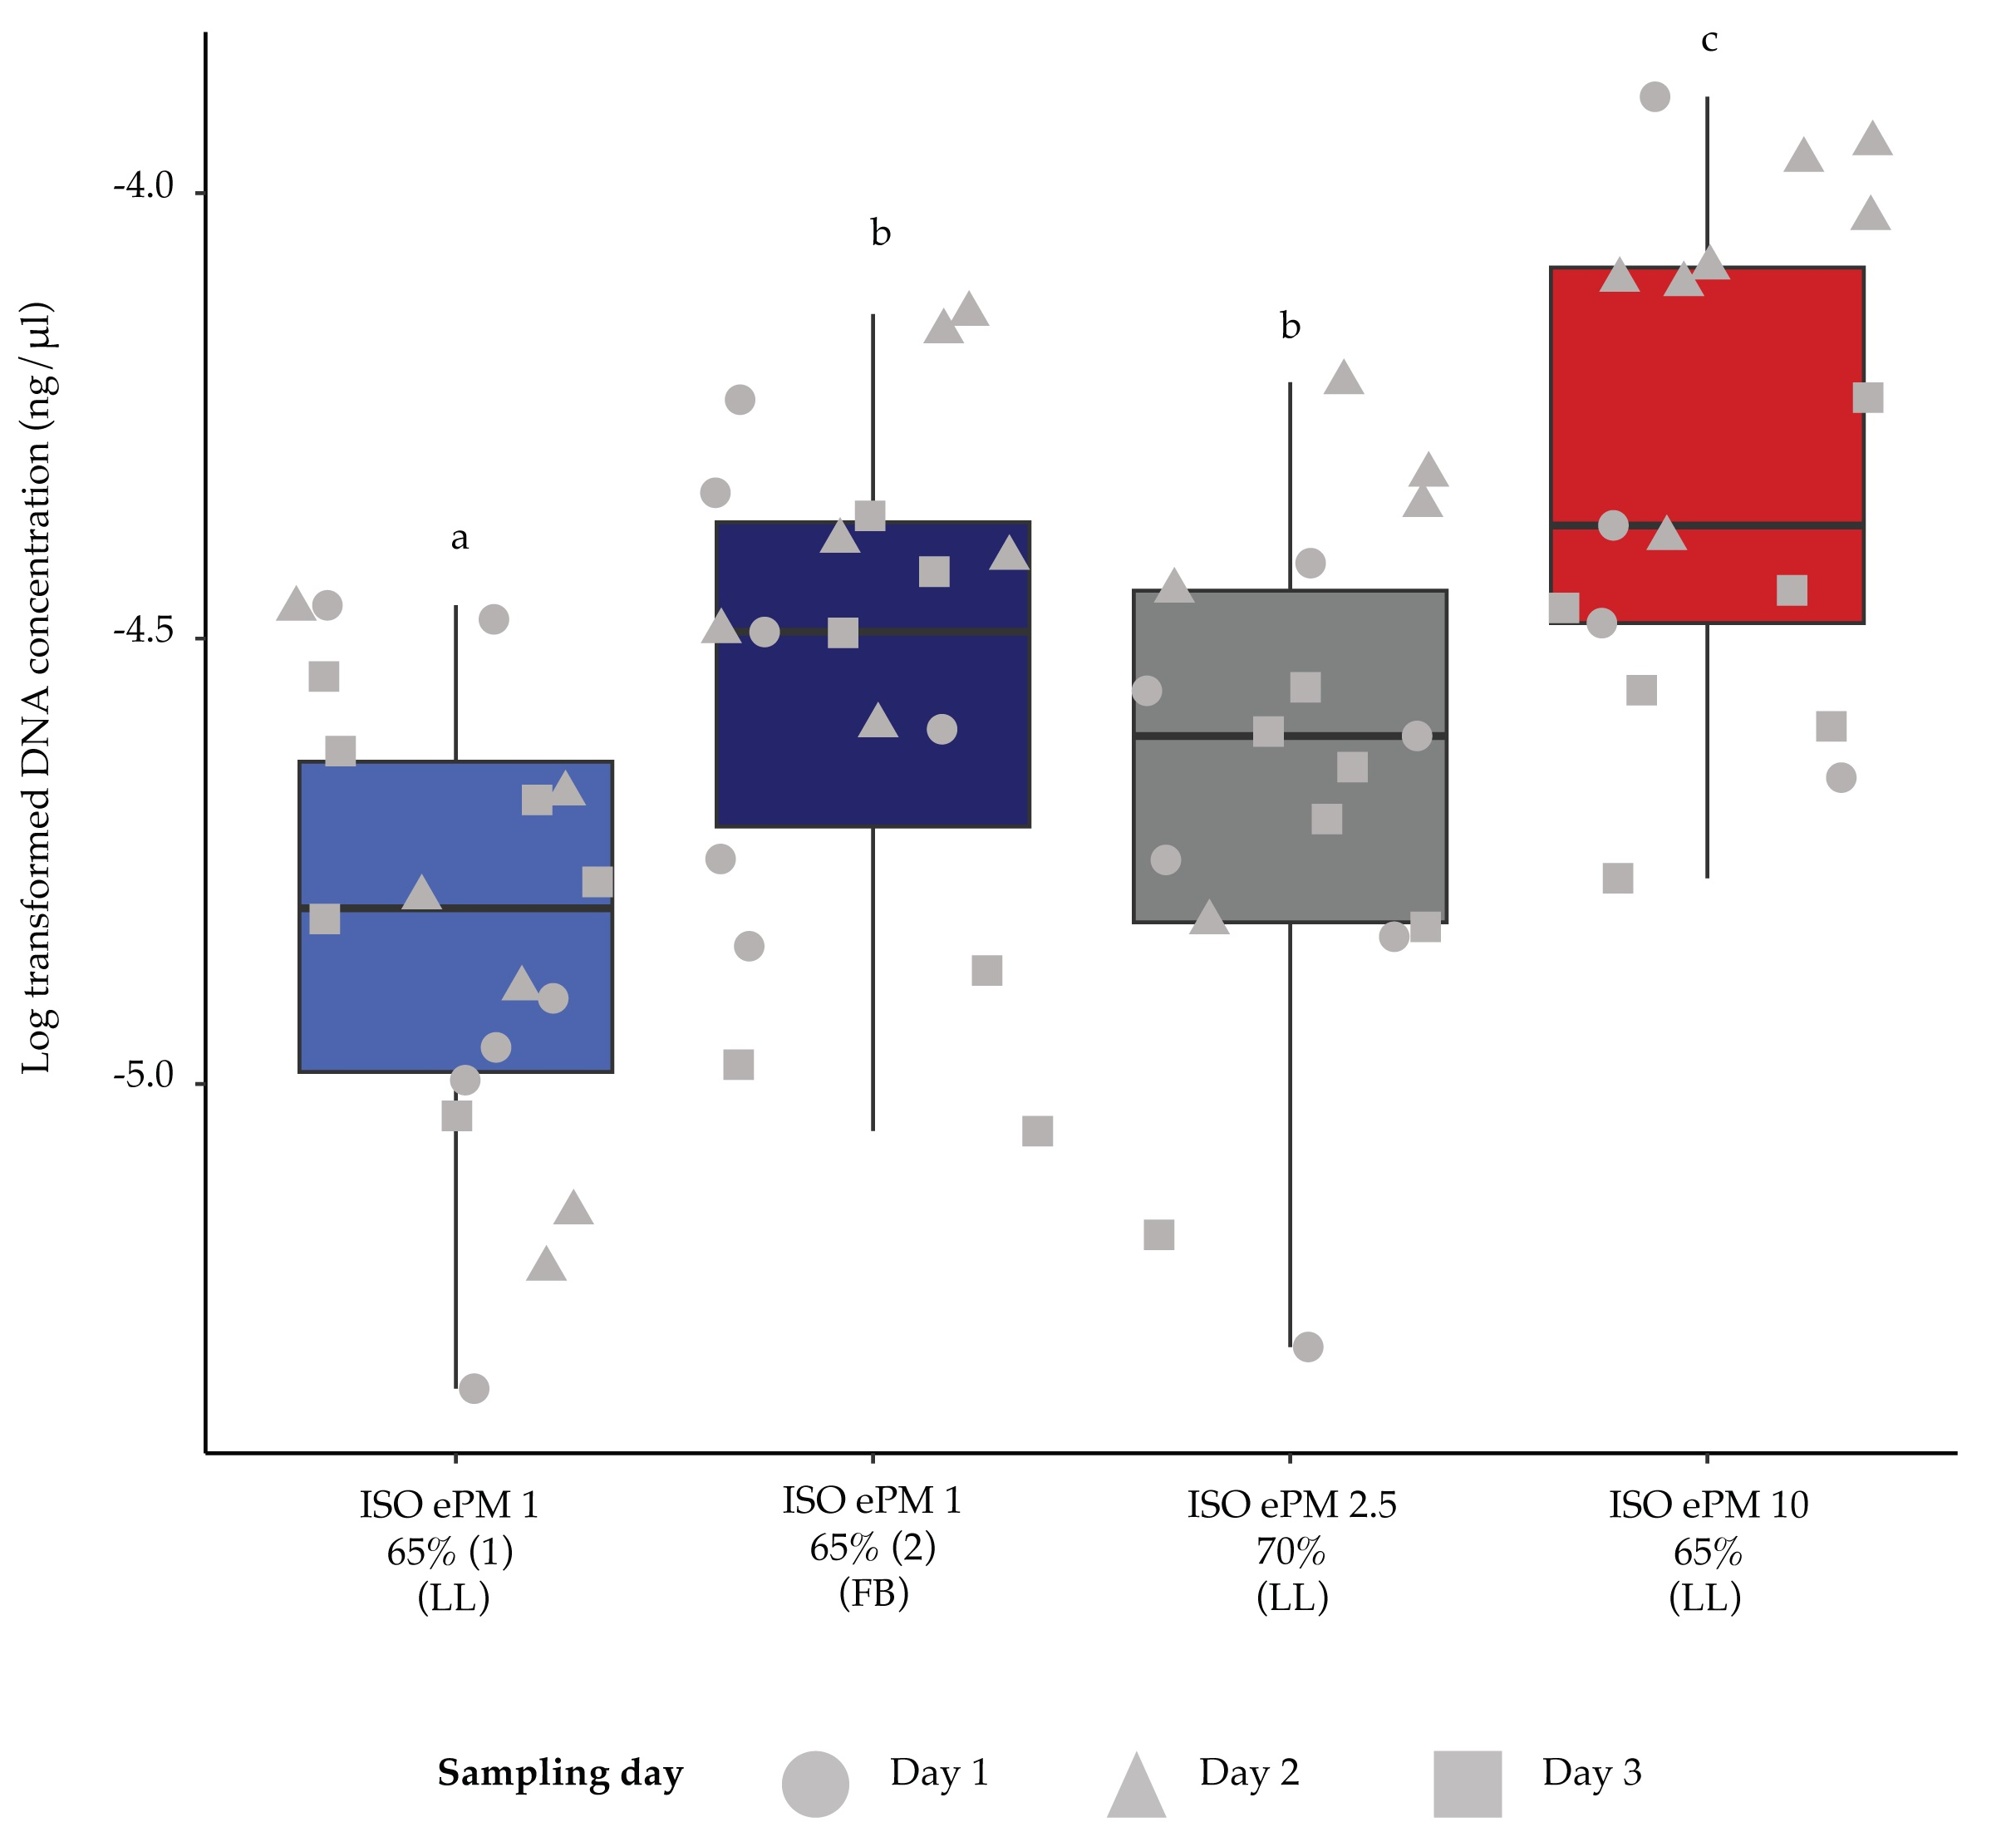 c
-4.0
b
b
a
-4.5
-5.0
Log transformed DNA concentration (ng/µl)
ISO ePM 1
65% (1)
(LL)
ISO ePM 1
65% (2)
(FB)
ISO ePM 2.5
70%
(LL)
ISO ePM 10
65%
(LL)
Sampling day
Day 1
Day 2
Day 3